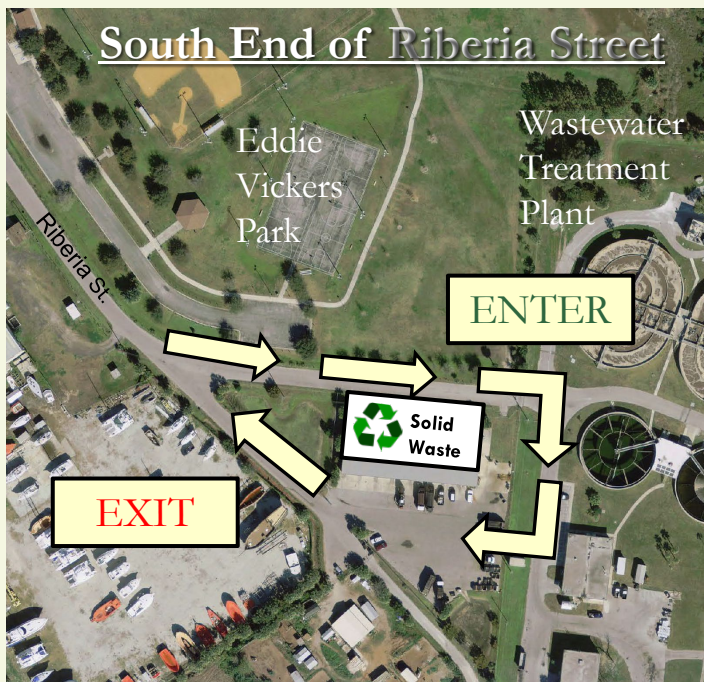 South End of Riberia Street
Eddie
Vickers
Park
Wastewater
Treatment
Plant
Riberia St.
ENTER
Solid
Waste
EXIT